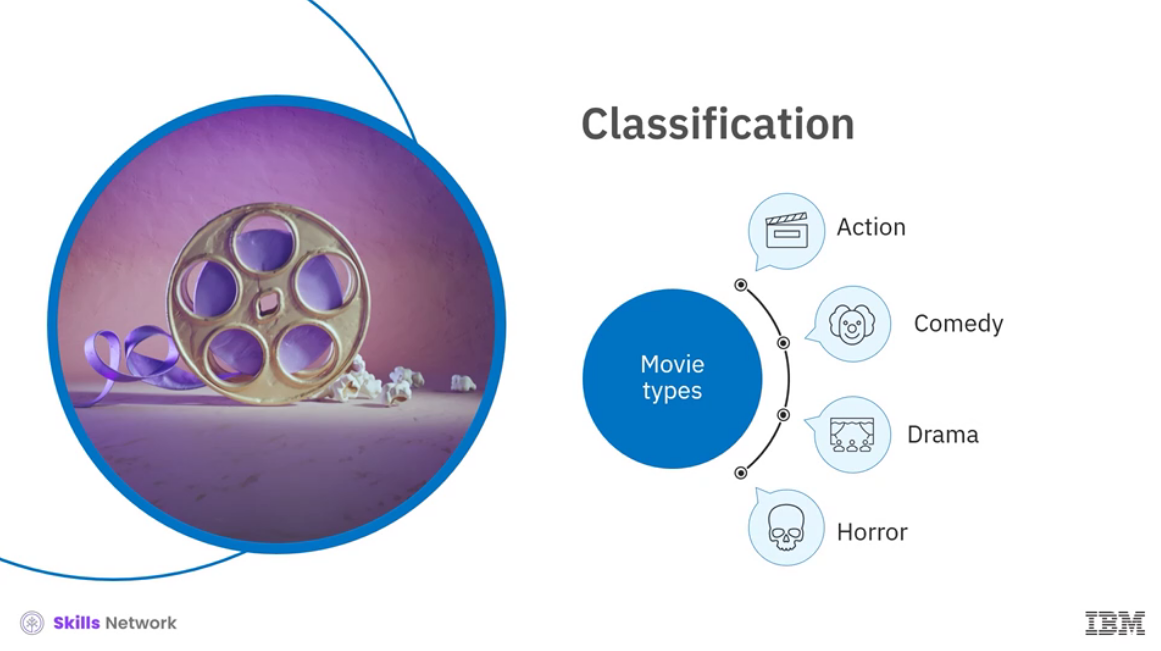 Classification
Action
Comedy
Movie
types
Drama
Horror
Skills Network
IBM